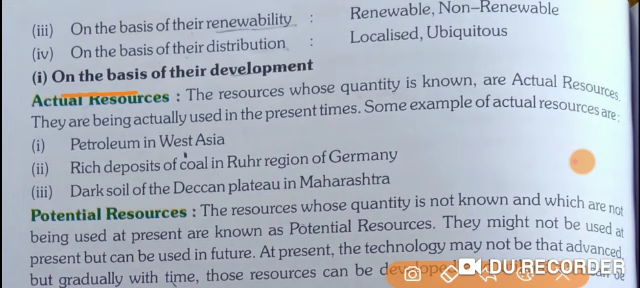 (iii) On the basis of their renewability : Renewable, Non-Renewable
(iv) On the basis of their distribution : Localised, Ubiquitous
(i) On the basis of their development
Actual Resources : The resources whose quantity is known, are Actual Resources.
They are being actually used in the present times. Some example of actual resources are:
(i) Petroleum in West Asia
(ii) Rich deposits of coal in Ruhr region of Germany
(iii) Dark soil of the Deccan plateau in Maharashtra
Potential Resources : The resources whose quantity is not known and which are not
being used at present are known as Potential Resources. They might not be used at
present but can be used in future. At present, the technology may not be that advanced
but gradually with time, those resources can be
DU RECORDER